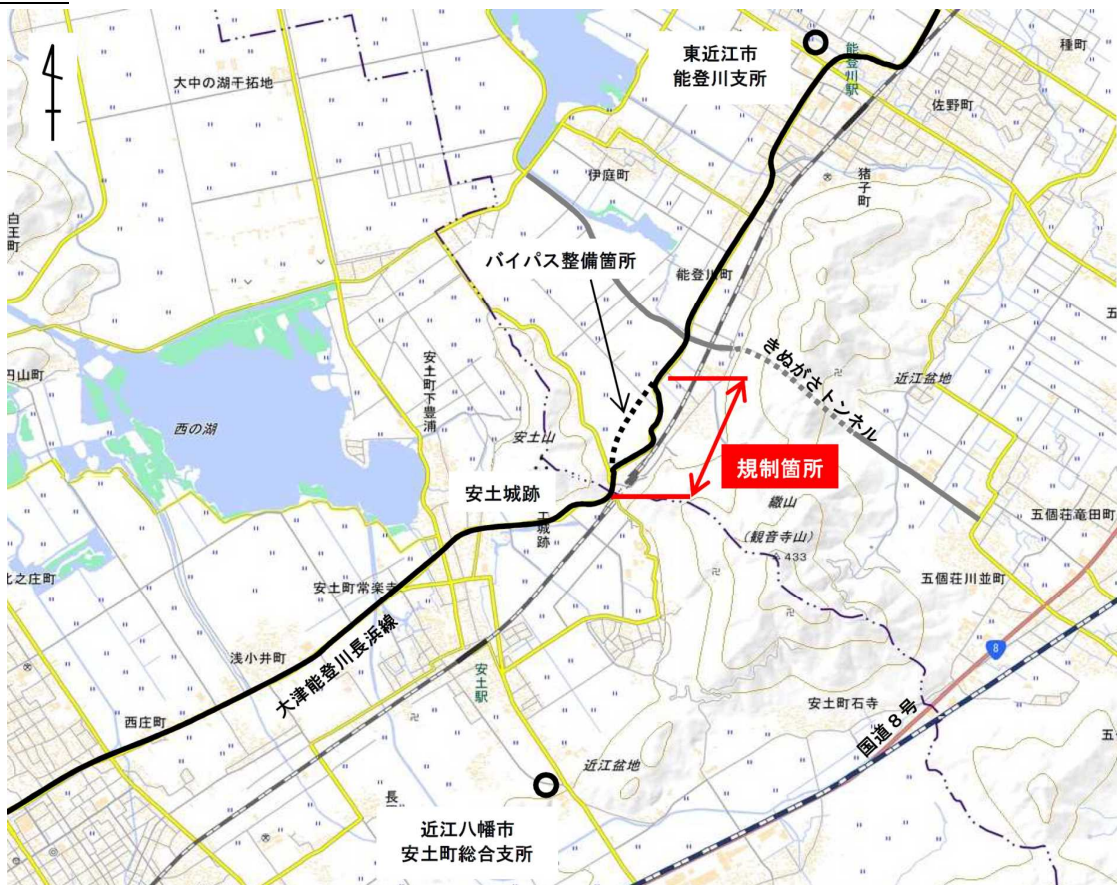 東近江市
能登川支所
能登川駅
種町
大中の湖干拓地
佐野町
伊庭町
猪子町
白王町
バイパス整備箇所
能登川町
きぬがさトンネル
近江盆地
円山町
安土町下豊浦
西の湖
安土山
規制箇所
安土城跡
城跡
繖山
(観音寺山)
433
五個荘竜田町
五個荘川並町
安土町常楽寺
大津能登川長浜線
浅小井町
8
安土駅
西庄町
安土町石寺
国道8号
近江盆地
近江八幡市
安土町総合支所